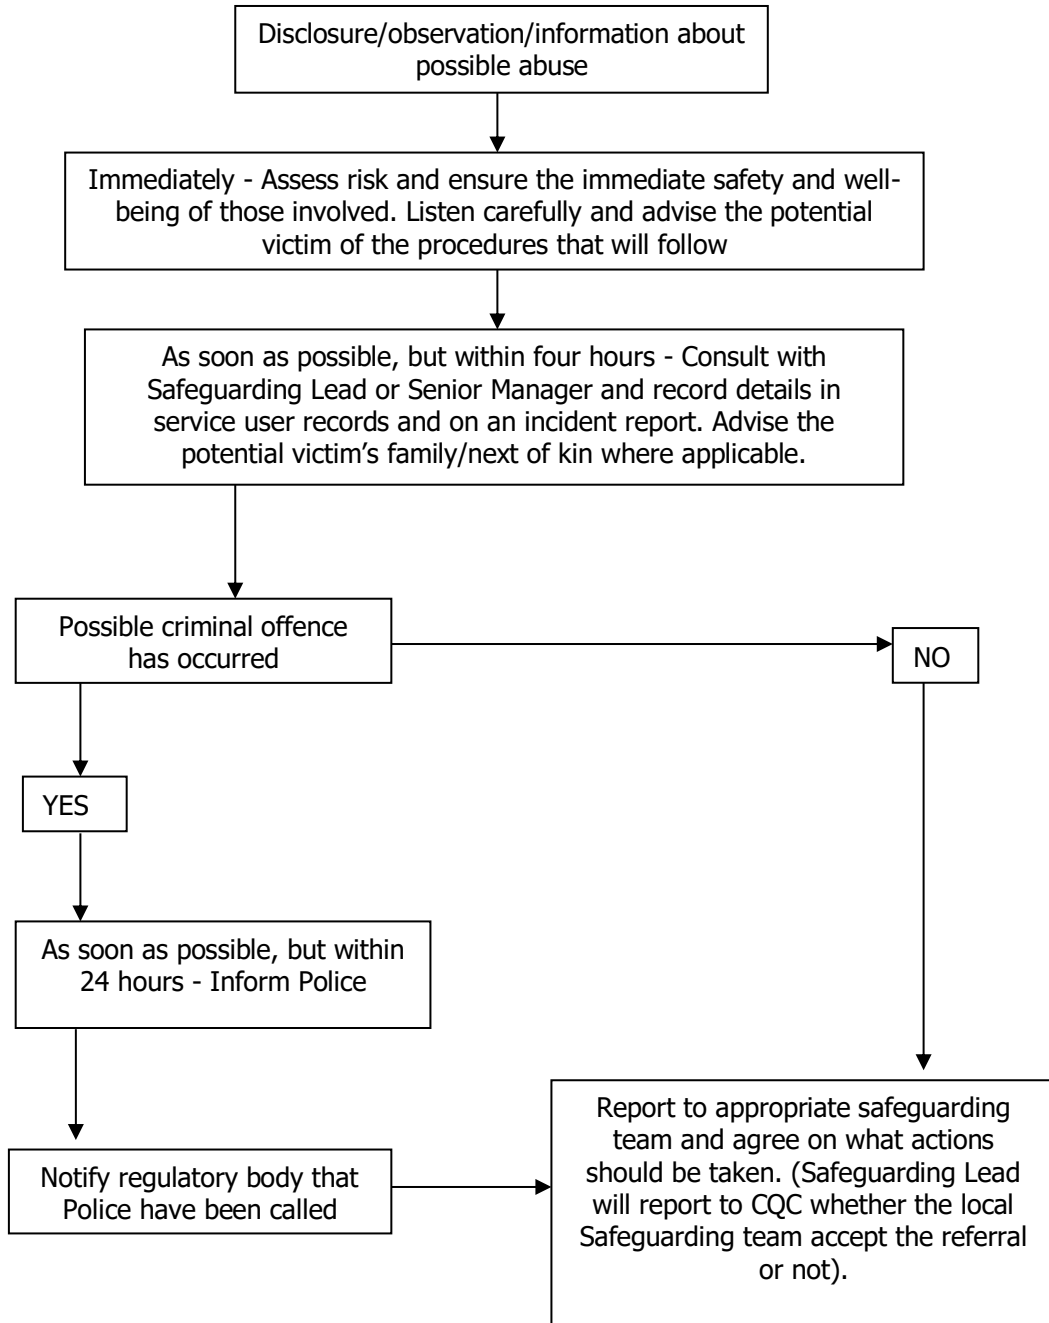 Disclosure/observation/information about
possible abuse
Immediately - Assess risk and ensure the immediate safety and well-
being of those involved. Listen carefully and advise the potential
victim of the procedures that will follow
As soon as possible, but within four hours - Consult with
Safeguarding Lead or Senior Manager and record details in
service user records and on an incident report. Advise the
potential victim’s family/next of kin where applicable.
Possible criminal offence
has occurred
NO
YES
As soon as possible, but within
24 hours - Inform Police
Notify regulatory body that
Police have been called
Report to appropriate safeguarding
team and agree on what actions
should be taken. (Safeguarding Lead
will report to CQC whether the local
Safeguarding team accept the referral
or not).